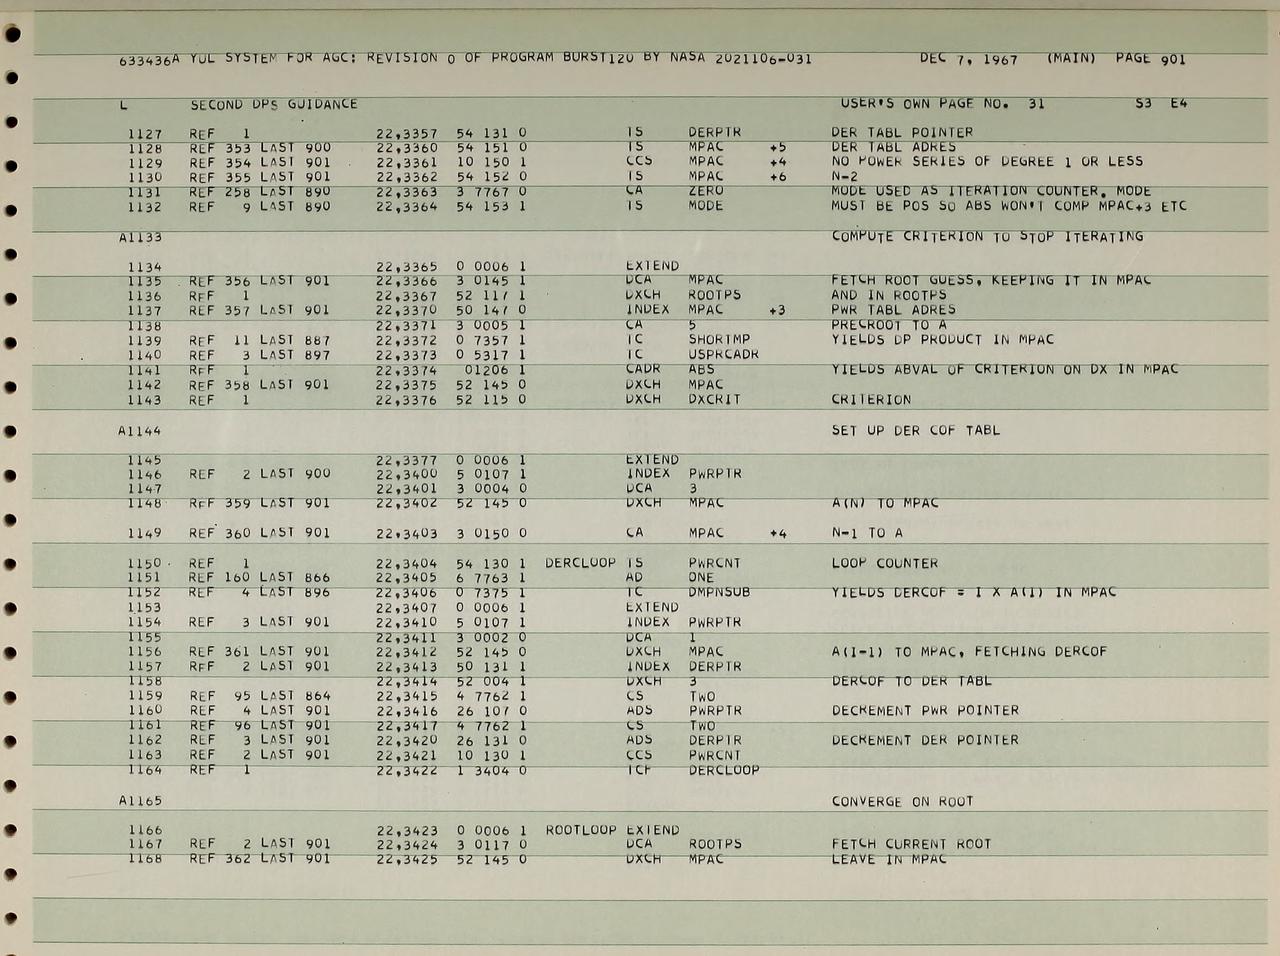 633436A YUL SYSTEM FOR AGC: REVISION 0 OF PROGRAM BURST120 BY NASA 2021106-031 DEC 7, 1967 (MAIN) PAGE 901
L SECOND DPS GUIDANCE USER'S OWN PAGE NO. 31 S3 E4
1127 REF 1 22,3357 54 131 0 TS DERPTR DER TABL POINTER
1128 REF 353 LAST 900 22,3360 54 151 0 TS MPAC +5 DER TABL ADRES
1129 REF 354 LAST 901 22,3361 10 150 1 CCS MPAC +4 NO POWER SERIES OF DEGREE 1 OR LESS
1130 REF 355 LAST 901 22,3362 54 152 0 TS MPAC +6 N-2
1131 REF 258 LAST 890 22,3363 3 7767 0 CA ZERO MODE USED AS ITERATION COUNTER. MODE
1132 REF 9 LAST 890 22,3364 54 153 1 TS MODE MUST BE POS SO ABS WON'T COMP MPAC+3 ETC
A1133 COMPUTE CRITERION TO STOP ITERATING
1134 22,3365 0 0006 1 EXTEND
1135 REF 356 LAST 901 22,3366 3 0145 1 DCA MPAC FETCH ROOT GUESS, KEEPING IT IN MPAC
1136 REF 1 22,3367 52 117 0 DXCH ROOTPS AND IN ROOTPS
1137 REF 357 LAST 901 22,3370 50 147 0 INDEX MPAC +3 PWR TABL ADRES
1138 22,3371 3 0005 1 CA 5 PRECROOT TO A
1139 REF 11 LAST 887 22,3372 0 7357 1 TC SHORTMP YIELDS DP PRODUCT IN MPAC
1140 REF 3 LAST 897 22,3373 0 5317 1 TC USPRCADR
1141 REF 1 22,3374 01206 1 CADR ABS YIELDS ABVAL OF CRITERION ON DX IN MPAC
1142 REF 358 LAST 901 22,3375 52 145 0 DXCH MPAC
1143 REF 1 22,3376 52 115 0 DXCH DXCRIT CRITERION
A1144 SET UP DER COF TABL
1145 22,3377 0 0006 1 EXTEND
1146 REF 2 LAST 900 22,3400 5 0107 1 INDEX PWRPTR
1147 22,3401 3 0004 0 DCA 3
1148 REF 359 LAST 901 22,3402 52 145 0 DXCH MPAC A(N) TO MPAC
1149 REF 360 LAST 901 22,3403 3 0150 0 CA MPAC +4 N-1 TO A
1150 REF 1 22,3404 54 130 1 DERCLOOP TS PWRCNT LOOP COUNTER
1151 REF 160 LAST 866 22,3405 6 7763 1 AD ONE
1152 REF 4 LAST 896 22,3406 0 7375 1 TC DMPNSUB YIELDS DERCOF = I X A(I) IN MPAC
1153 22,3407 0 0006 1 EXTEND
1154 REF 3 LAST 901 22,3410 5 0107 1 INDEX PWRPTR
1155 22,3411 3 0002 0 DCA 1
1156 REF 361 LAST 901 22,3412 52 145 0 DXCH MPAC A(I-1) TO MPAC, FETCHING DERCOF
1157 REF 2 LAST 901 22,3413 50 131 1 INDEX DERPTR
1158 22,3414 52 004 1 DXCH 3 DERCOF TO DER TABL
1159 REF 95 LAST 864 22,3415 4 7762 1 CS TWO
1160 REF 4 LAST 901 22,3416 26 107 0 ADS PWRPTR DECREMENT PWR POINTER
1161 REF 96 LAST 901 22,3417 4 7762 1 CS TWO
1162 REF 3 LAST 901 22,3420 26 131 0 ADS DERPTR DECREMENT DER POINTER
1163 REF 2 LAST 901 22,3421 10 130 1 CCS PWRCNT
1164 REF 1 22,3422 1 3404 0 TCF DERCLOOP
A1165 CONVERGE ON ROOT
1166 22,3423 0 0006 1 ROOTLOOP EXTEND
1167 REF 2 LAST 901 22,3424 3 0117 0 DCA ROOTPS FETCH CURRENT ROOT
1168 REF 362 LAST 901 22,3425 52 145 0 DXCH MPAC LEAVE IN MPAC